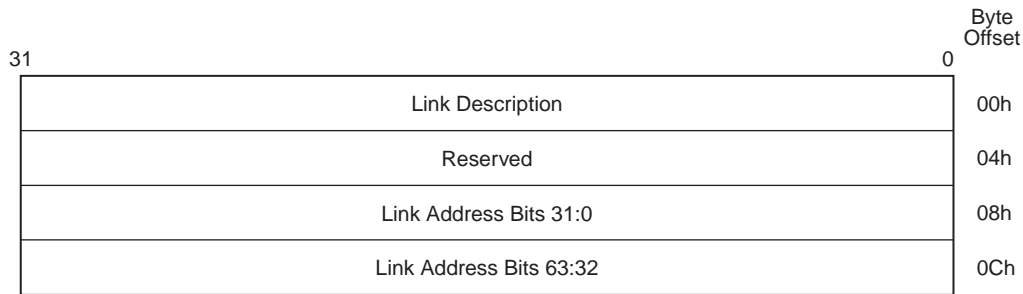 Byte
Offset
31 0
Link Description 00h
Reserved 04h
Link Address Bits 31:0 08h
Link Address Bits 63:32 0Ch